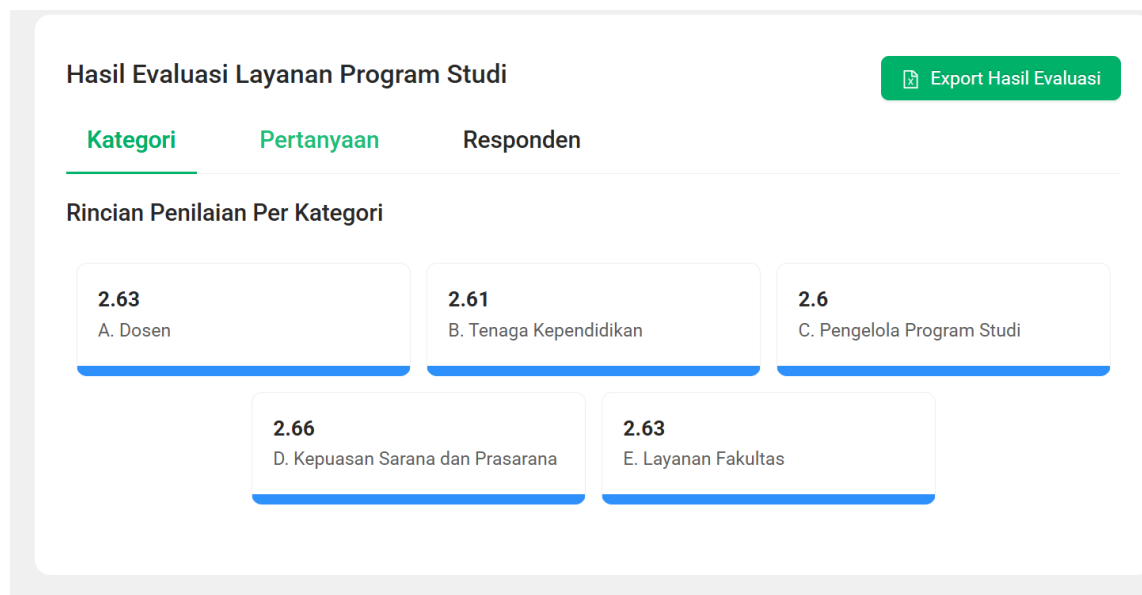 Hasil Evaluasi Layanan Program Studi
Export Hasil Evaluasi
Kategori
Pertanyaan
Responden
Rincian Penilaian Per Kategori
2.63
A. Dosen
2.61
B. Tenaga Kependidikan
2.6
C. Pengelola Program Studi
2.66
D. Kepuasan Sarana dan Prasarana
2.63
E. Layanan Fakultas